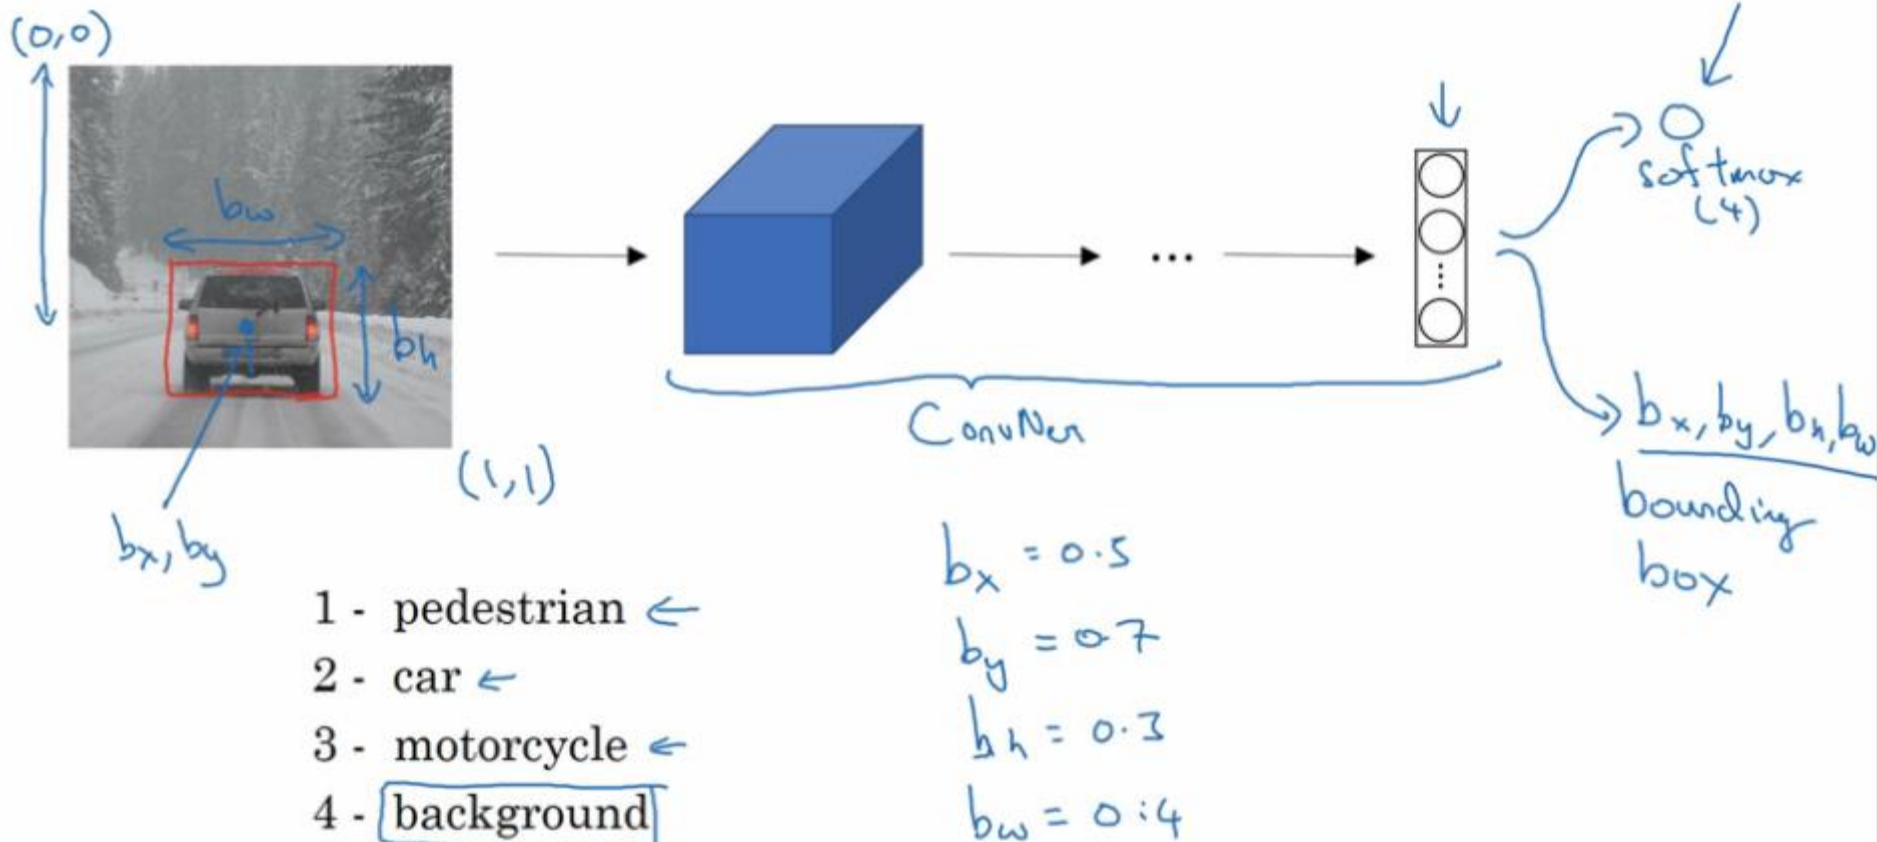 (0,0)
bw
bh
(1,1)
bx, by
...
ConvNet
softmax
(4)
bx, by, bh, bw
bounding
box
1 - pedestrian
2 - car
3 - motorcycle
4 - background
bx = 0.5
by = 0.7
bh = 0.3
bw = 0.4